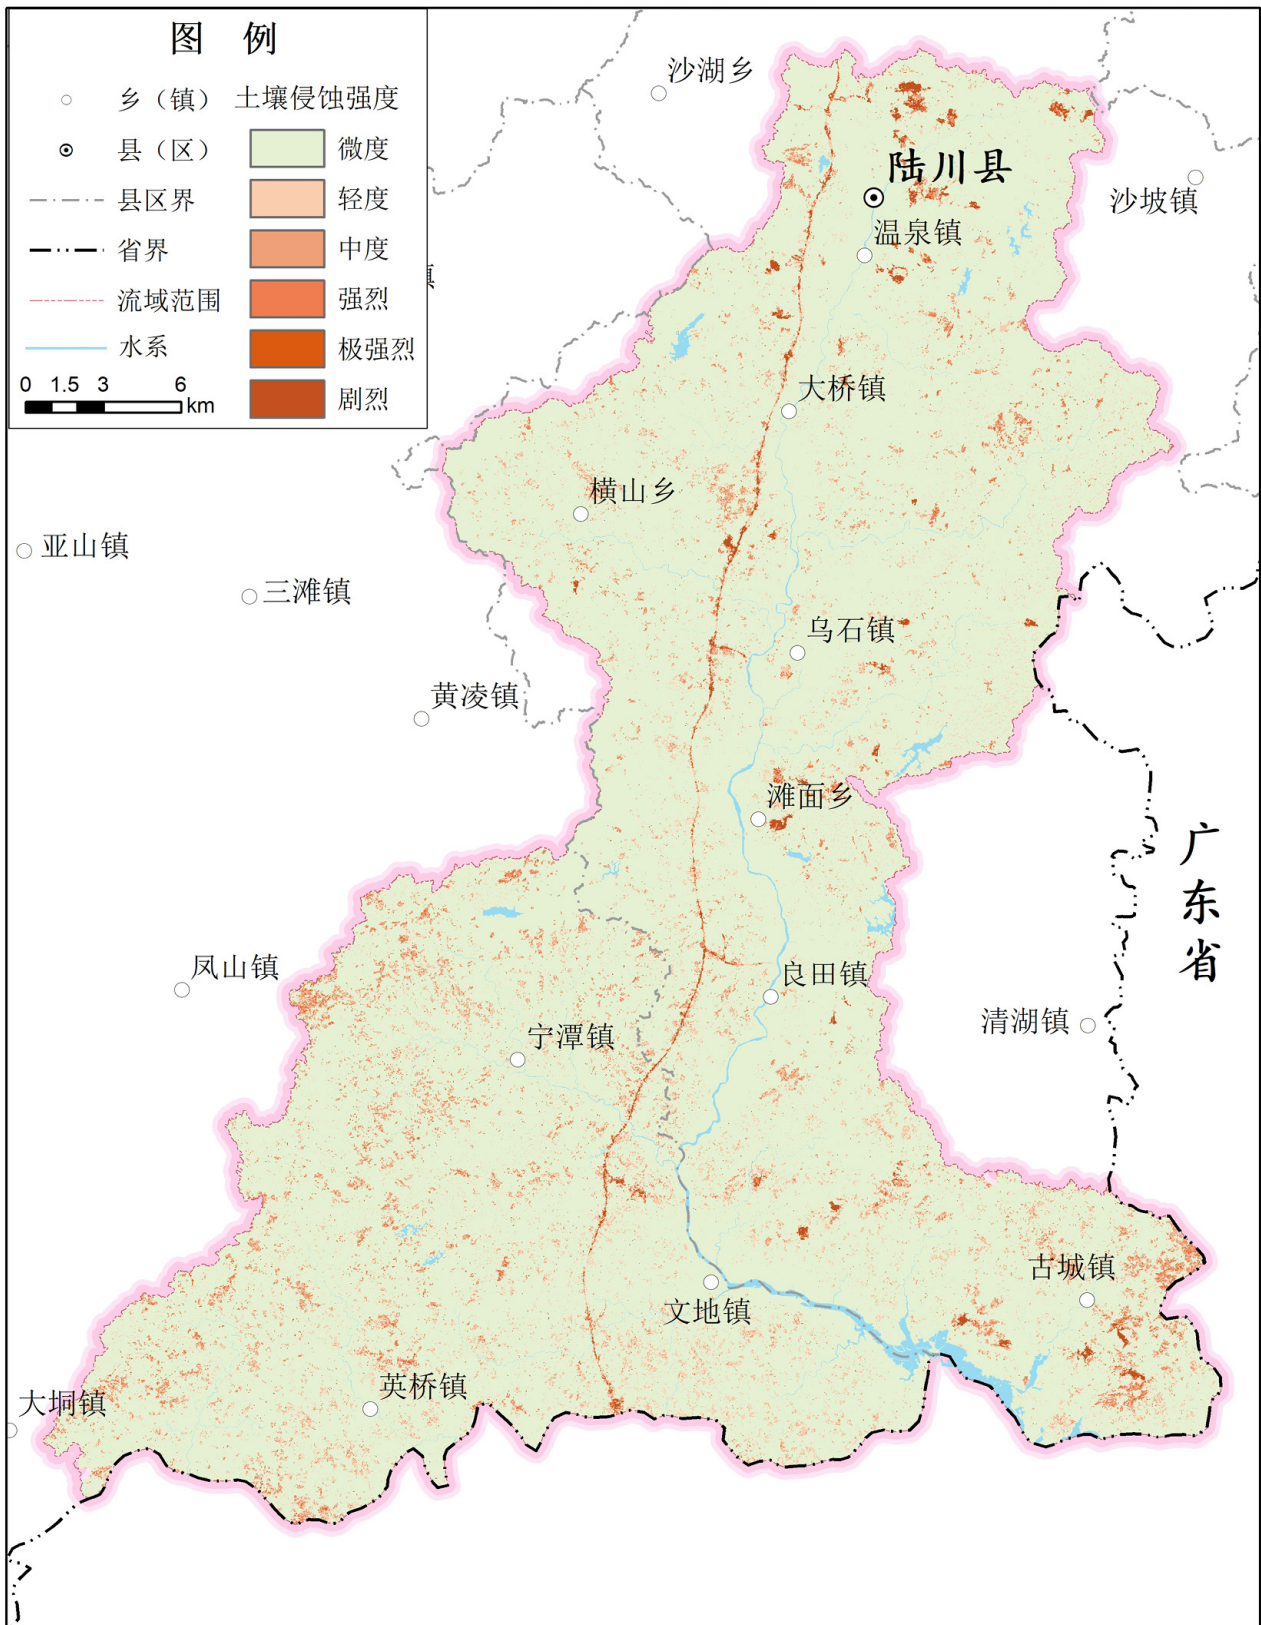 图 例
乡（镇）
土壤侵蚀强度
县（区）
微度
县区界
轻度
省界
中度
流域范围
强烈
水系
极强烈
0 1.5 3 6
km
剧烈
沙湖乡
陆川县
沙坡镇
温泉镇
大桥镇
横山乡
亚山镇
三滩镇
乌石镇
黄凌镇
滩面乡
广东省
凤山镇
良田镇
清湖镇
宁潭镇
古城镇
文地镇
英桥镇
大垌镇